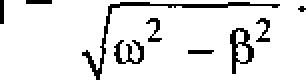 √(ω² − β²) .